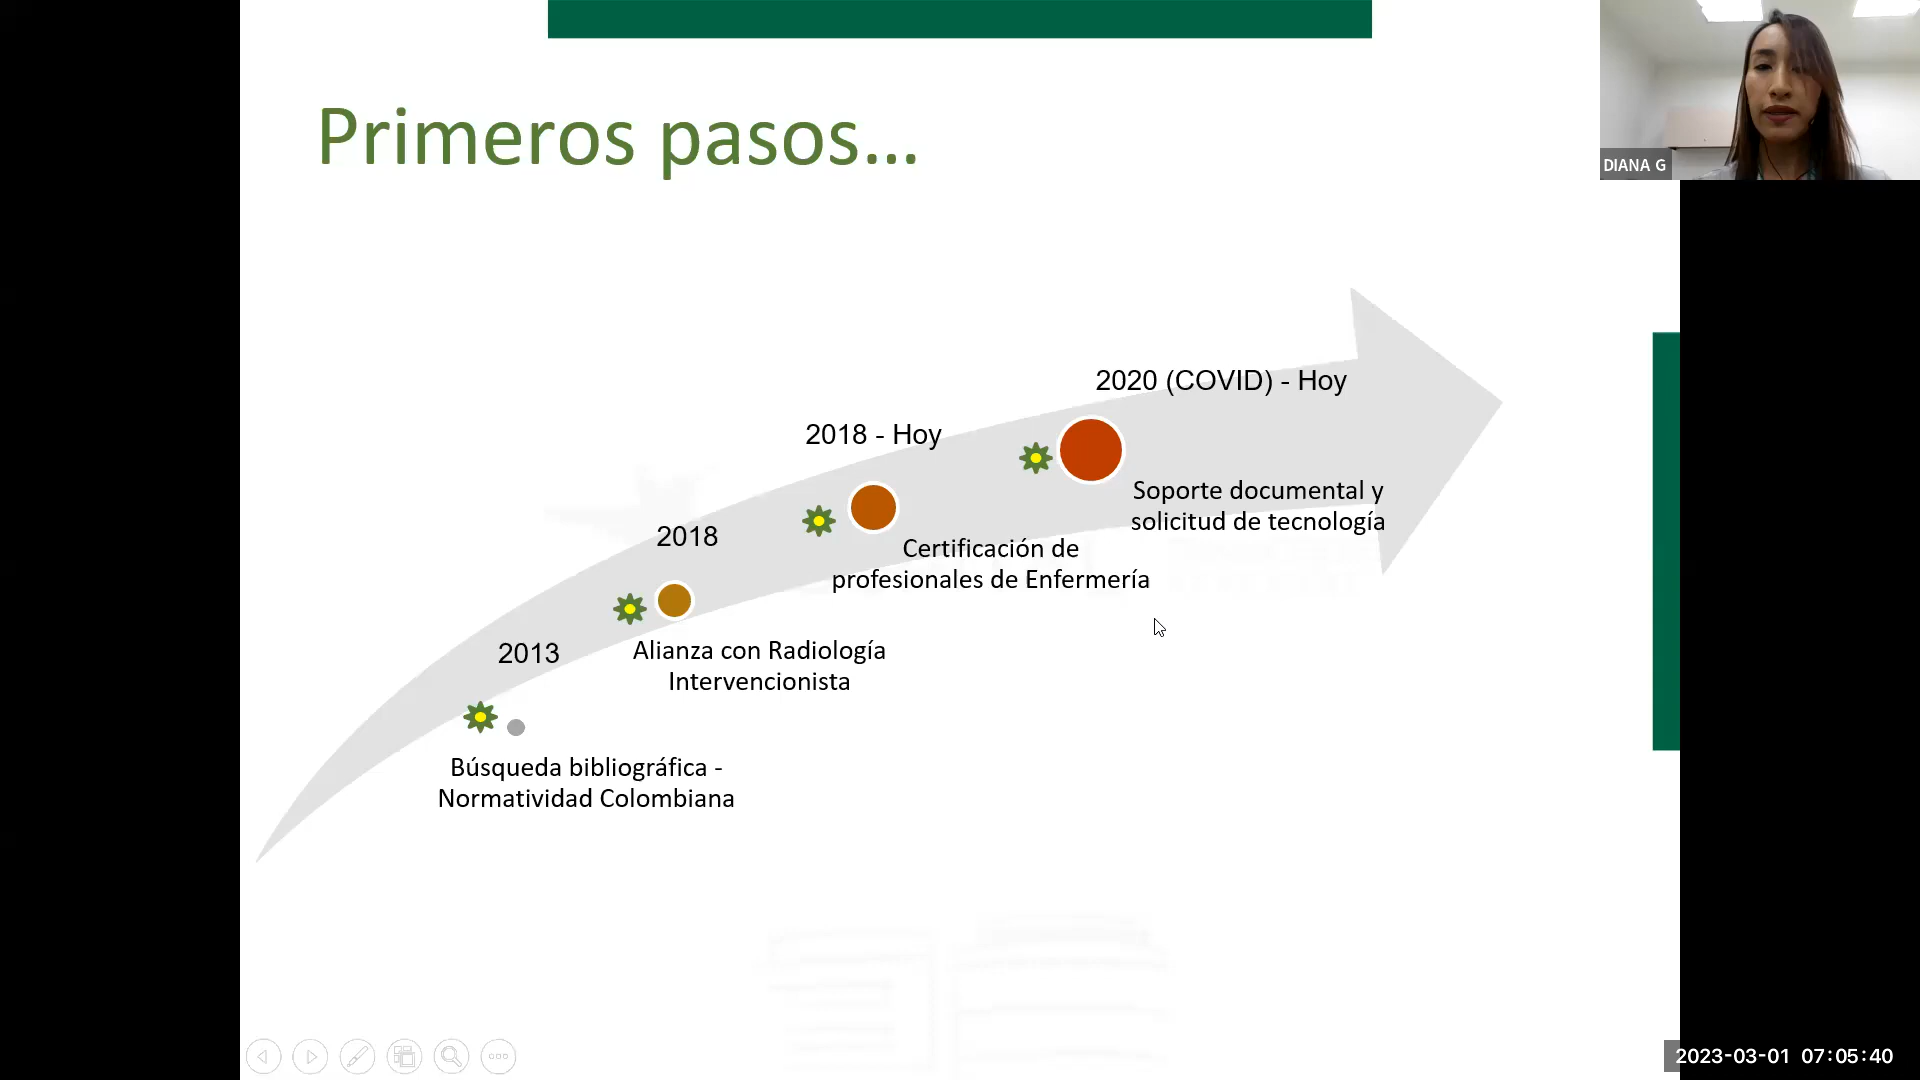 Primeros pasos...
DIANA G
2020 (COVID) - Hoy
2018 - Hoy
Soporte documental y
solicitud de tecnología
2018
Certificación de
profesionales de Enfermería
2013
Alianza con Radiología
Intervencionista
Búsqueda bibliográfica -
Normatividad Colombiana
2023-03-01 07:05:40